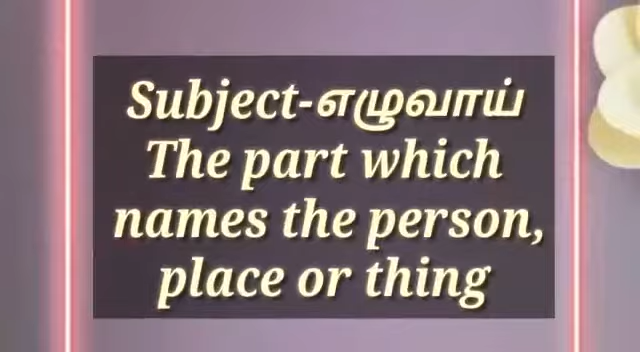 Subject-எழுவாய்
The part which
names the person,
place or thing